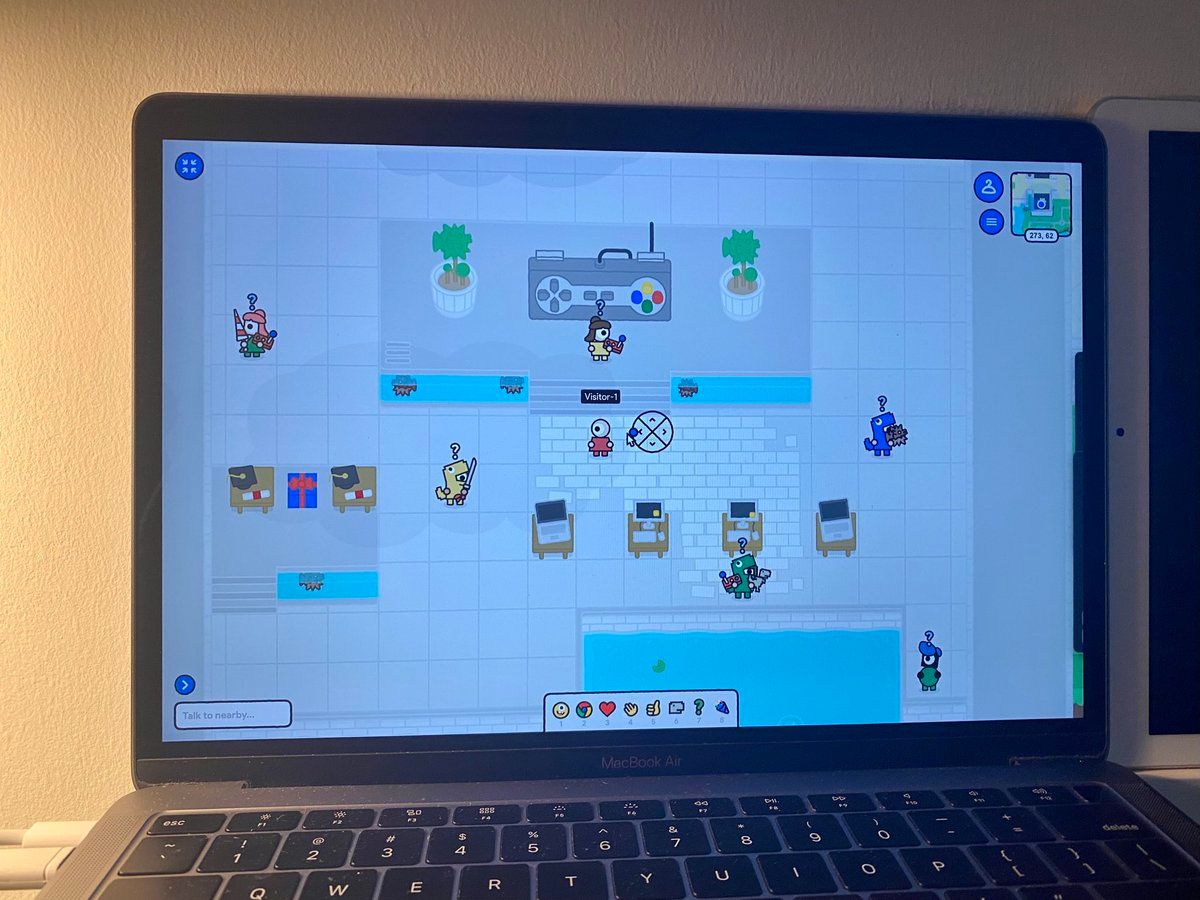 273, 62
?
?
Visitor-1
?
?
?
?
Talk to nearby...
1 2 3 4 5 6 7 8
MacBook Air
esc F1 F2 F3 F4 F5 F6 F7 F8 F9 F10 F11 F12
~ ! @ # $ % ^ & * ( ) _ + delete
` 1 2 3 4 5 6 7 8 9 0 - =
Q W E R T Y U I O P { } |
[ ] \